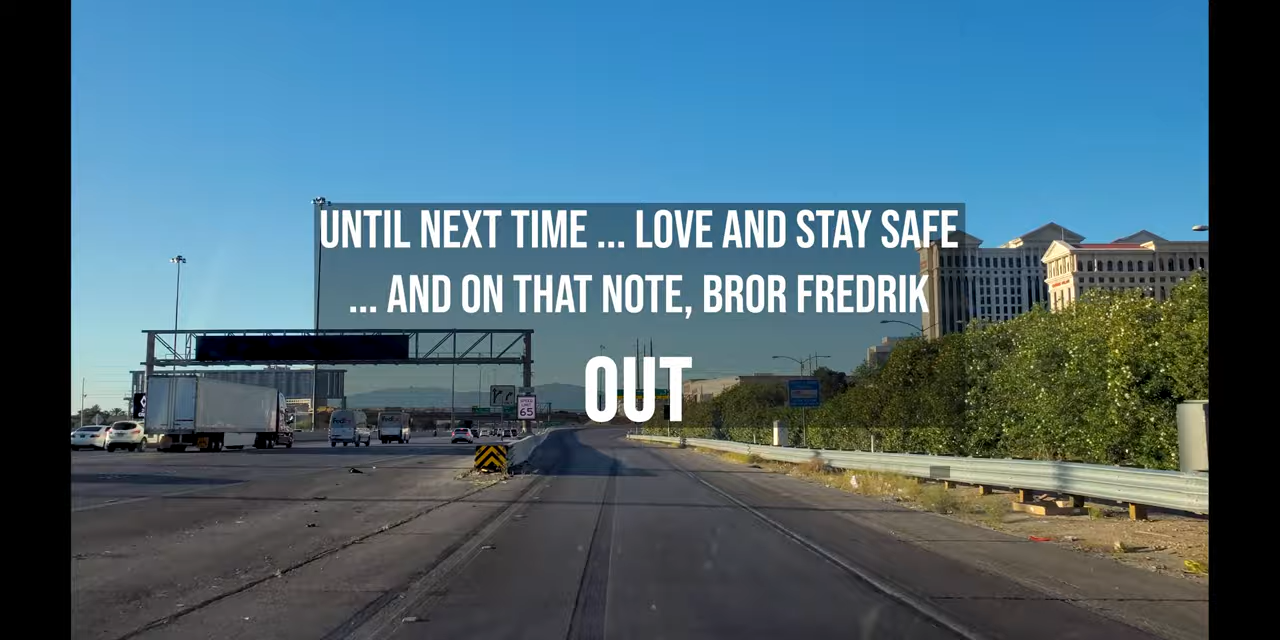 UNTIL NEXT TIME ... LOVE AND STAY SAFE
... AND ON THAT NOTE, BROR FREDRIK
OUT
SPEED
LIMIT
65